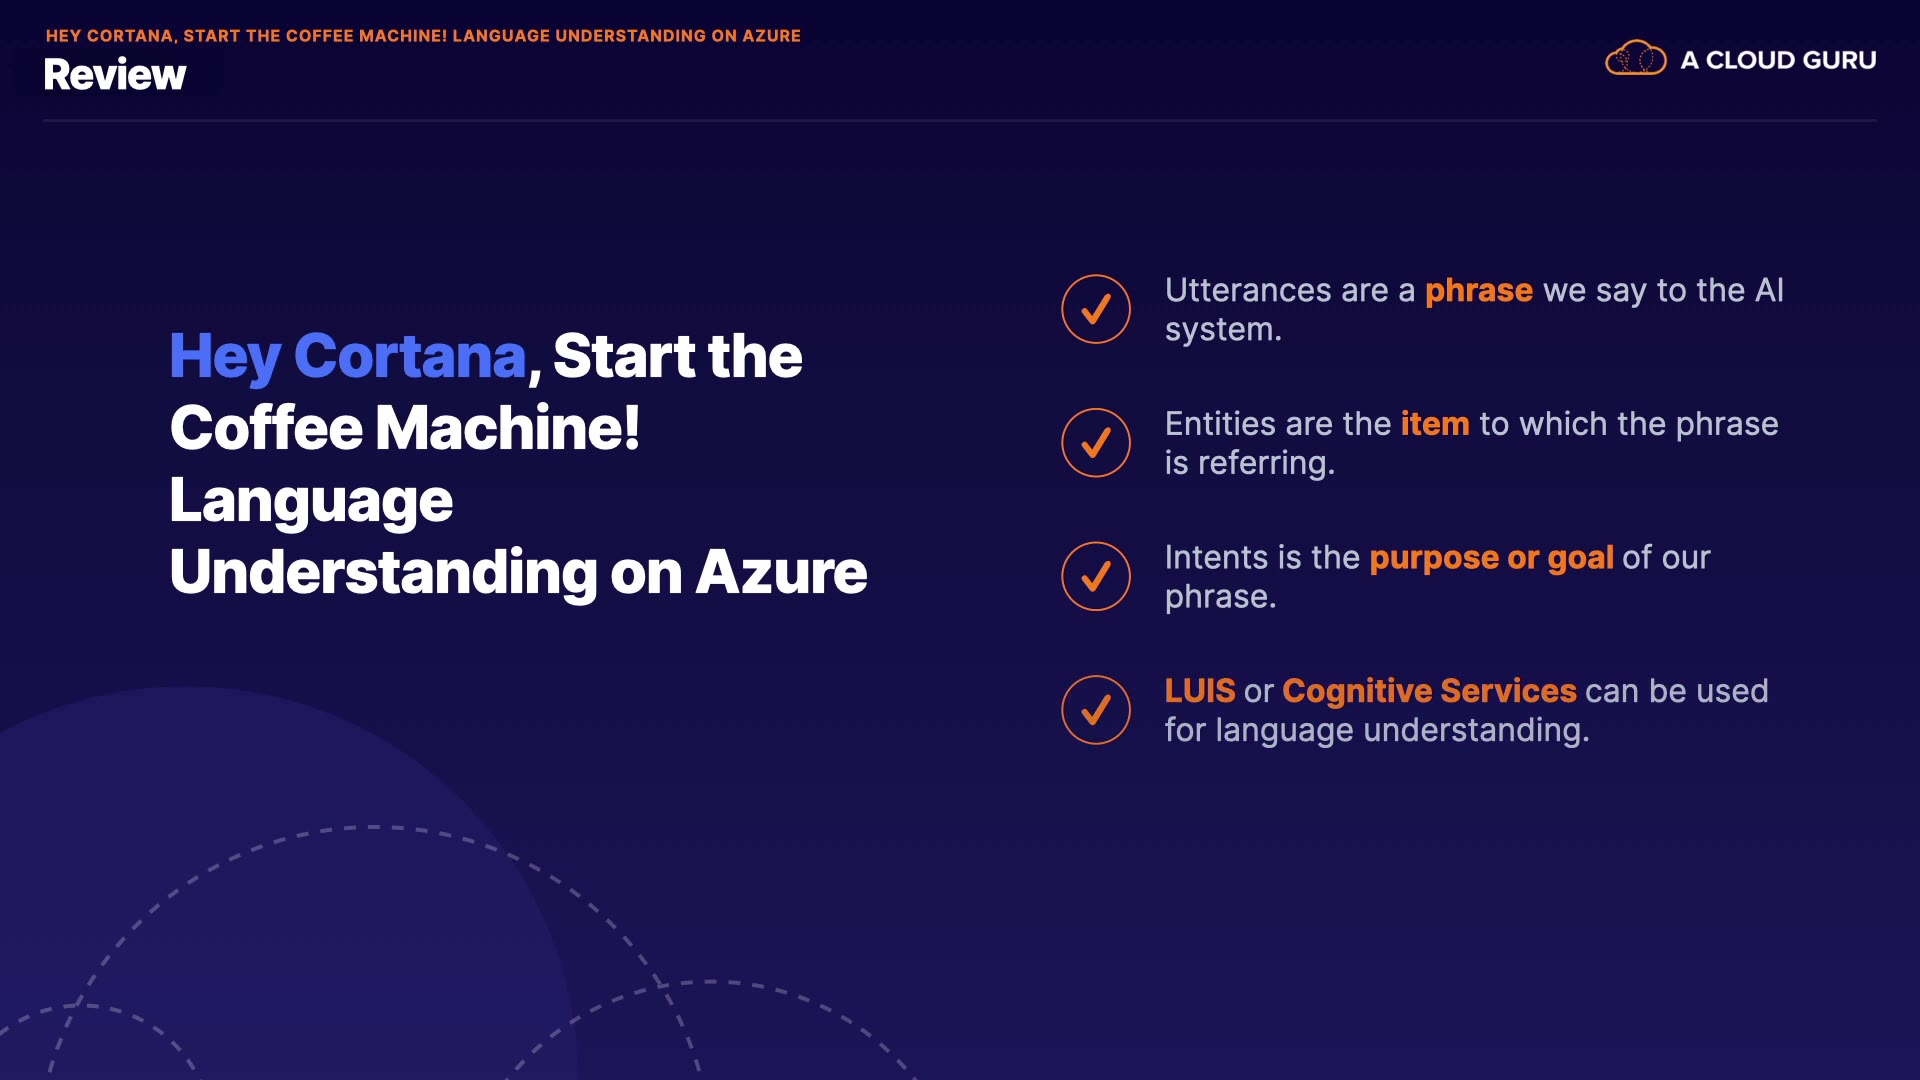 HEY CORTANA, START THE COFFEE MACHINE! LANGUAGE UNDERSTANDING ON AZURE
Review
A CLOUD GURU
Hey Cortana, Start the
Coffee Machine!
Language
Understanding on Azure
Utterances are a phrase we say to the AI
system.
Entities are the item to which the phrase
is referring.
Intents is the purpose or goal of our
phrase.
LUIS or Cognitive Services can be used
for language understanding.